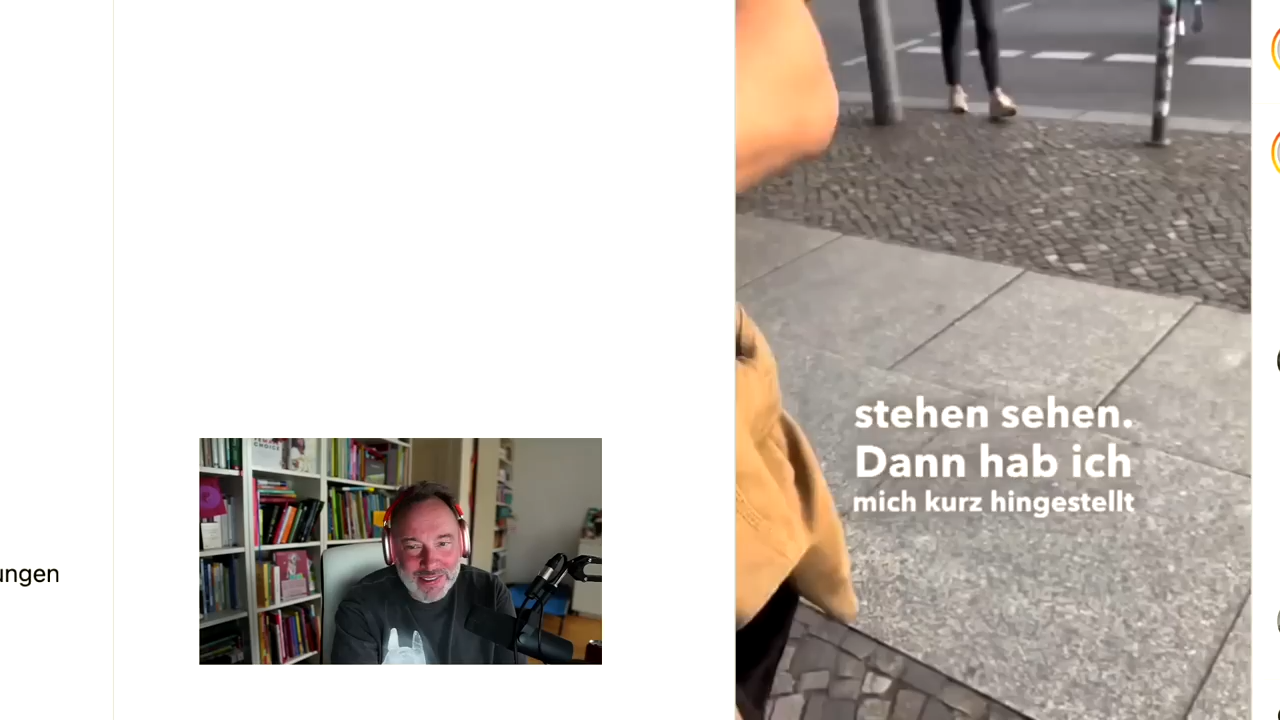 ungen
stehen sehen.
Dann hab ich
mich kurz hingestellt